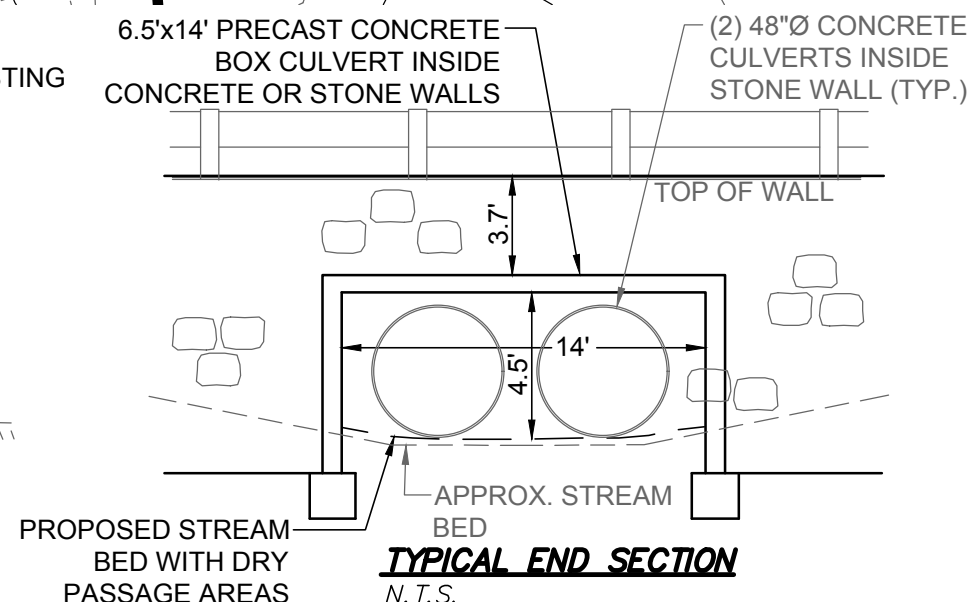 6.5'x14' PRECAST CONCRETE
BOX CULVERT INSIDE
CONCRETE OR STONE WALLS
(2) 48"Ø CONCRETE
CULVERTS INSIDE
STONE WALL (TYP.)
TOP OF WALL
3.7'
14'
4.5'
APPROX. STREAM
BED
PROPOSED STREAM
BED WITH DRY
PASSAGE AREAS
TYPICAL END SECTION
N.T.S.